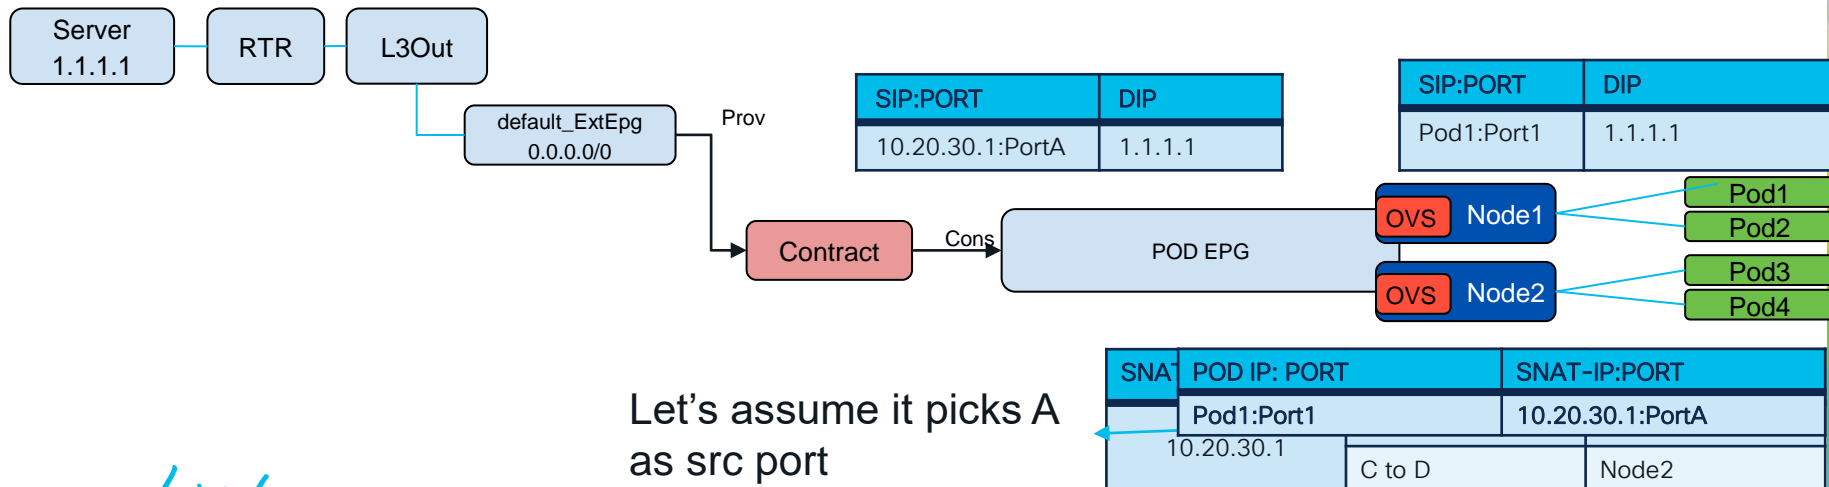 Server
1.1.1.1
RTR
L3Out
default_ExtEpg
0.0.0.0/0
Prov
SIP:PORT DIP
10.20.30.1:PortA 1.1.1.1
SIP:PORT DIP
Pod1:Port1 1.1.1.1
Contract
Cons
POD EPG
OVS Node1
OVS Node2
Pod1
Pod2
Pod3
Pod4
Let’s assume it picks A
as src port
POD IP: PORT SNAT-IP:PORT
Pod1:Port1 10.20.30.1:PortA
10.20.30.1
C to D Node2